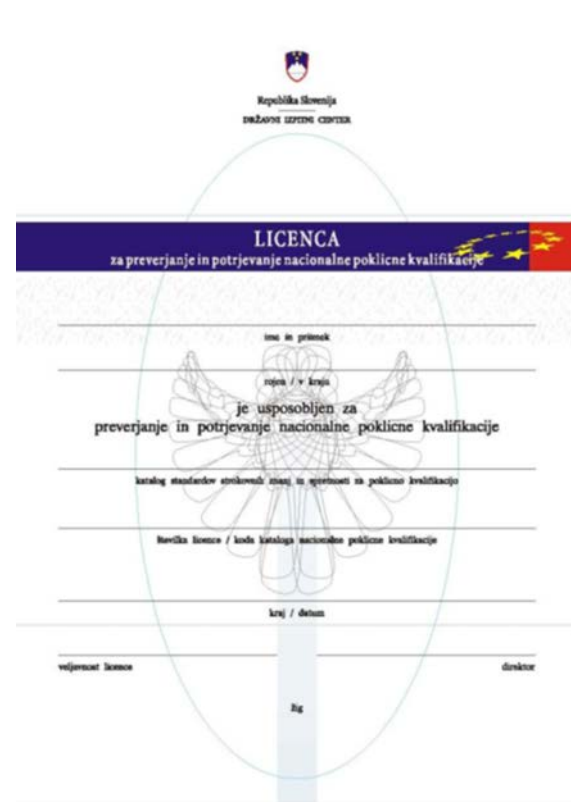 Republika Slovenija
DRŽAVNI IZPITNI CENTER
LICENCA
za preverjanje in potrjevanje nacionalne poklicne kvalifikacije
ime in priimek
rojen / v kraju
je usposobljen za
preverjanje in potrjevanje nacionalne poklicne kvalifikacije
katalog standardov strokovnih znanj in spretnosti za poklicno kvalifikacijo
številka licence / koda kataloga nacionalne poklicne kvalifikacije
kraj / datum
veljavnost licence direktor
žig